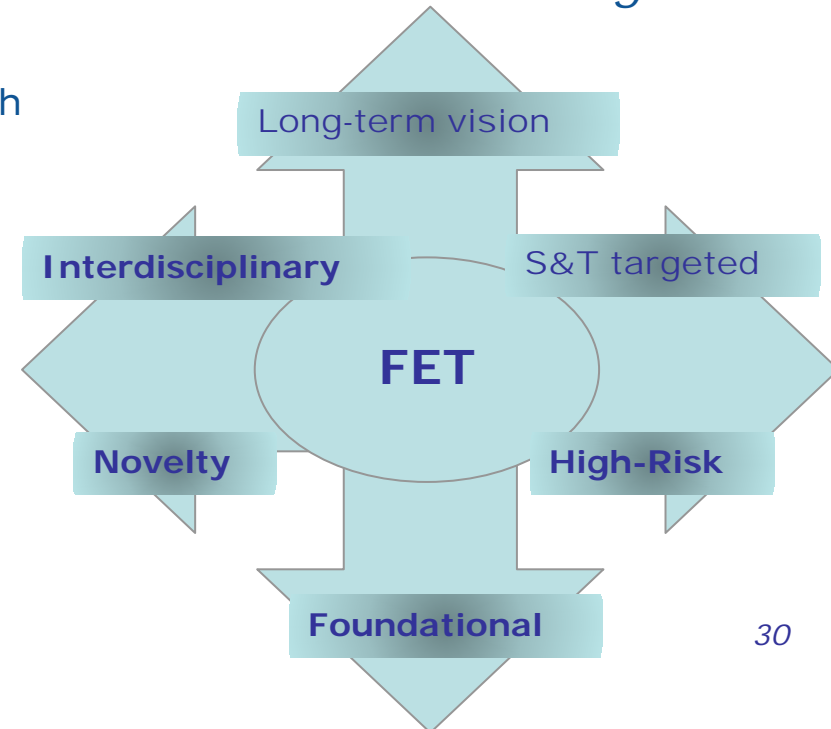 g
h
Long-term vision
Interdisciplinary
S&T targeted
FET
Novelty
High-Risk
Foundational
30